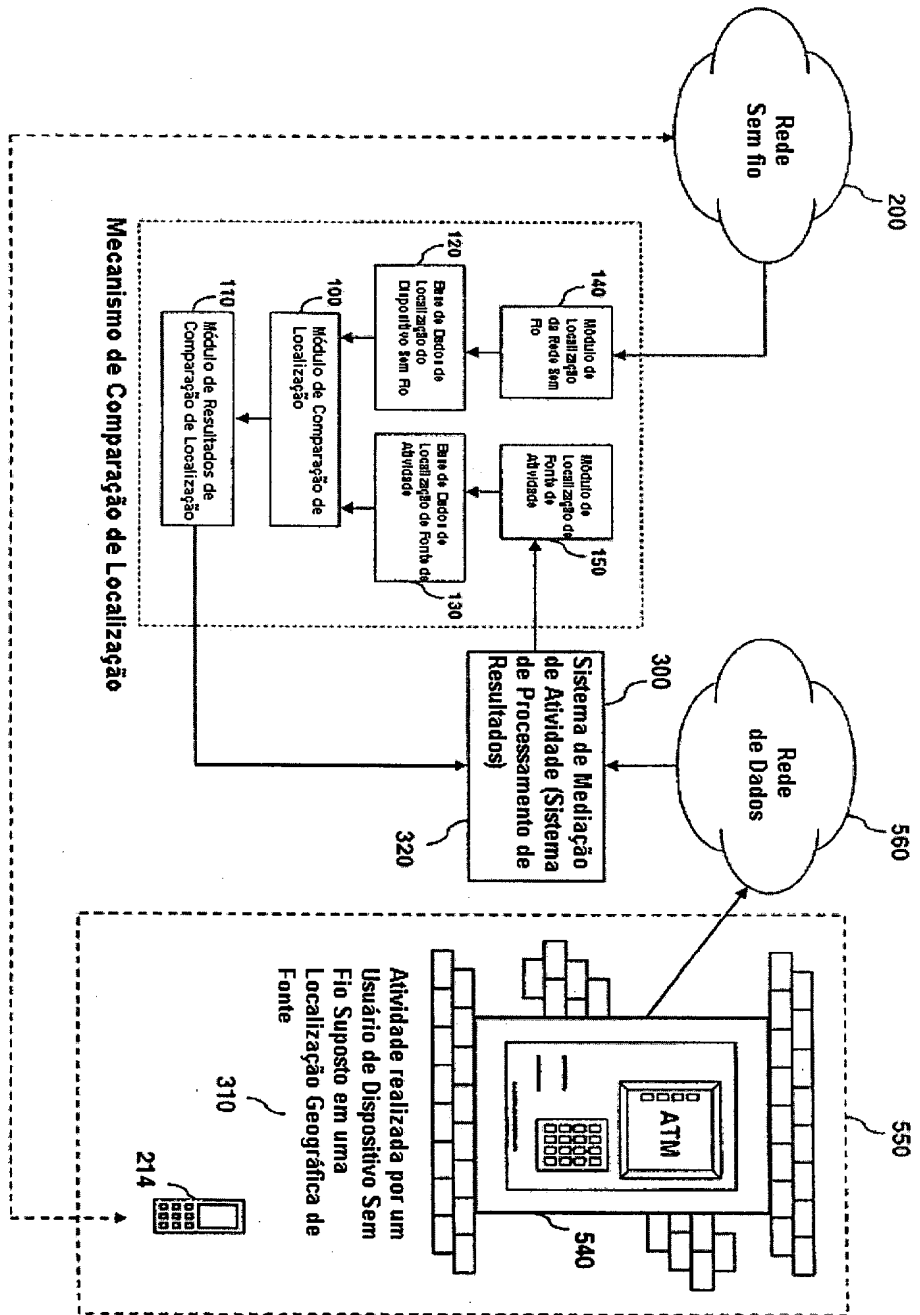 Rede
Sem fio
200
Rede
de Dados
560
300
Sistema de Mediação
de Atividade (Sistema
de Processamento de
Resultados)
320
140
Módulo de
Localização
da Rede Sem
Fio
Módulo de
Localização de
Fonte de
Atividade
150
120
Base de Dados de
Localização do
Dispositivo Sem Fio
Base de Dados de
Localização de Fonte de
Atividade
130
100
Módulo de Comparação de
Localização
110
Módulo de Resultados de
Comparação de Localização
Mecanismo de Comparação de Localização
550
ATM
540
Atividade realizada por um
Usuário de Dispositivo Sem
Fio Suposto em uma
Localização Geográfica de
Fonte
310
214